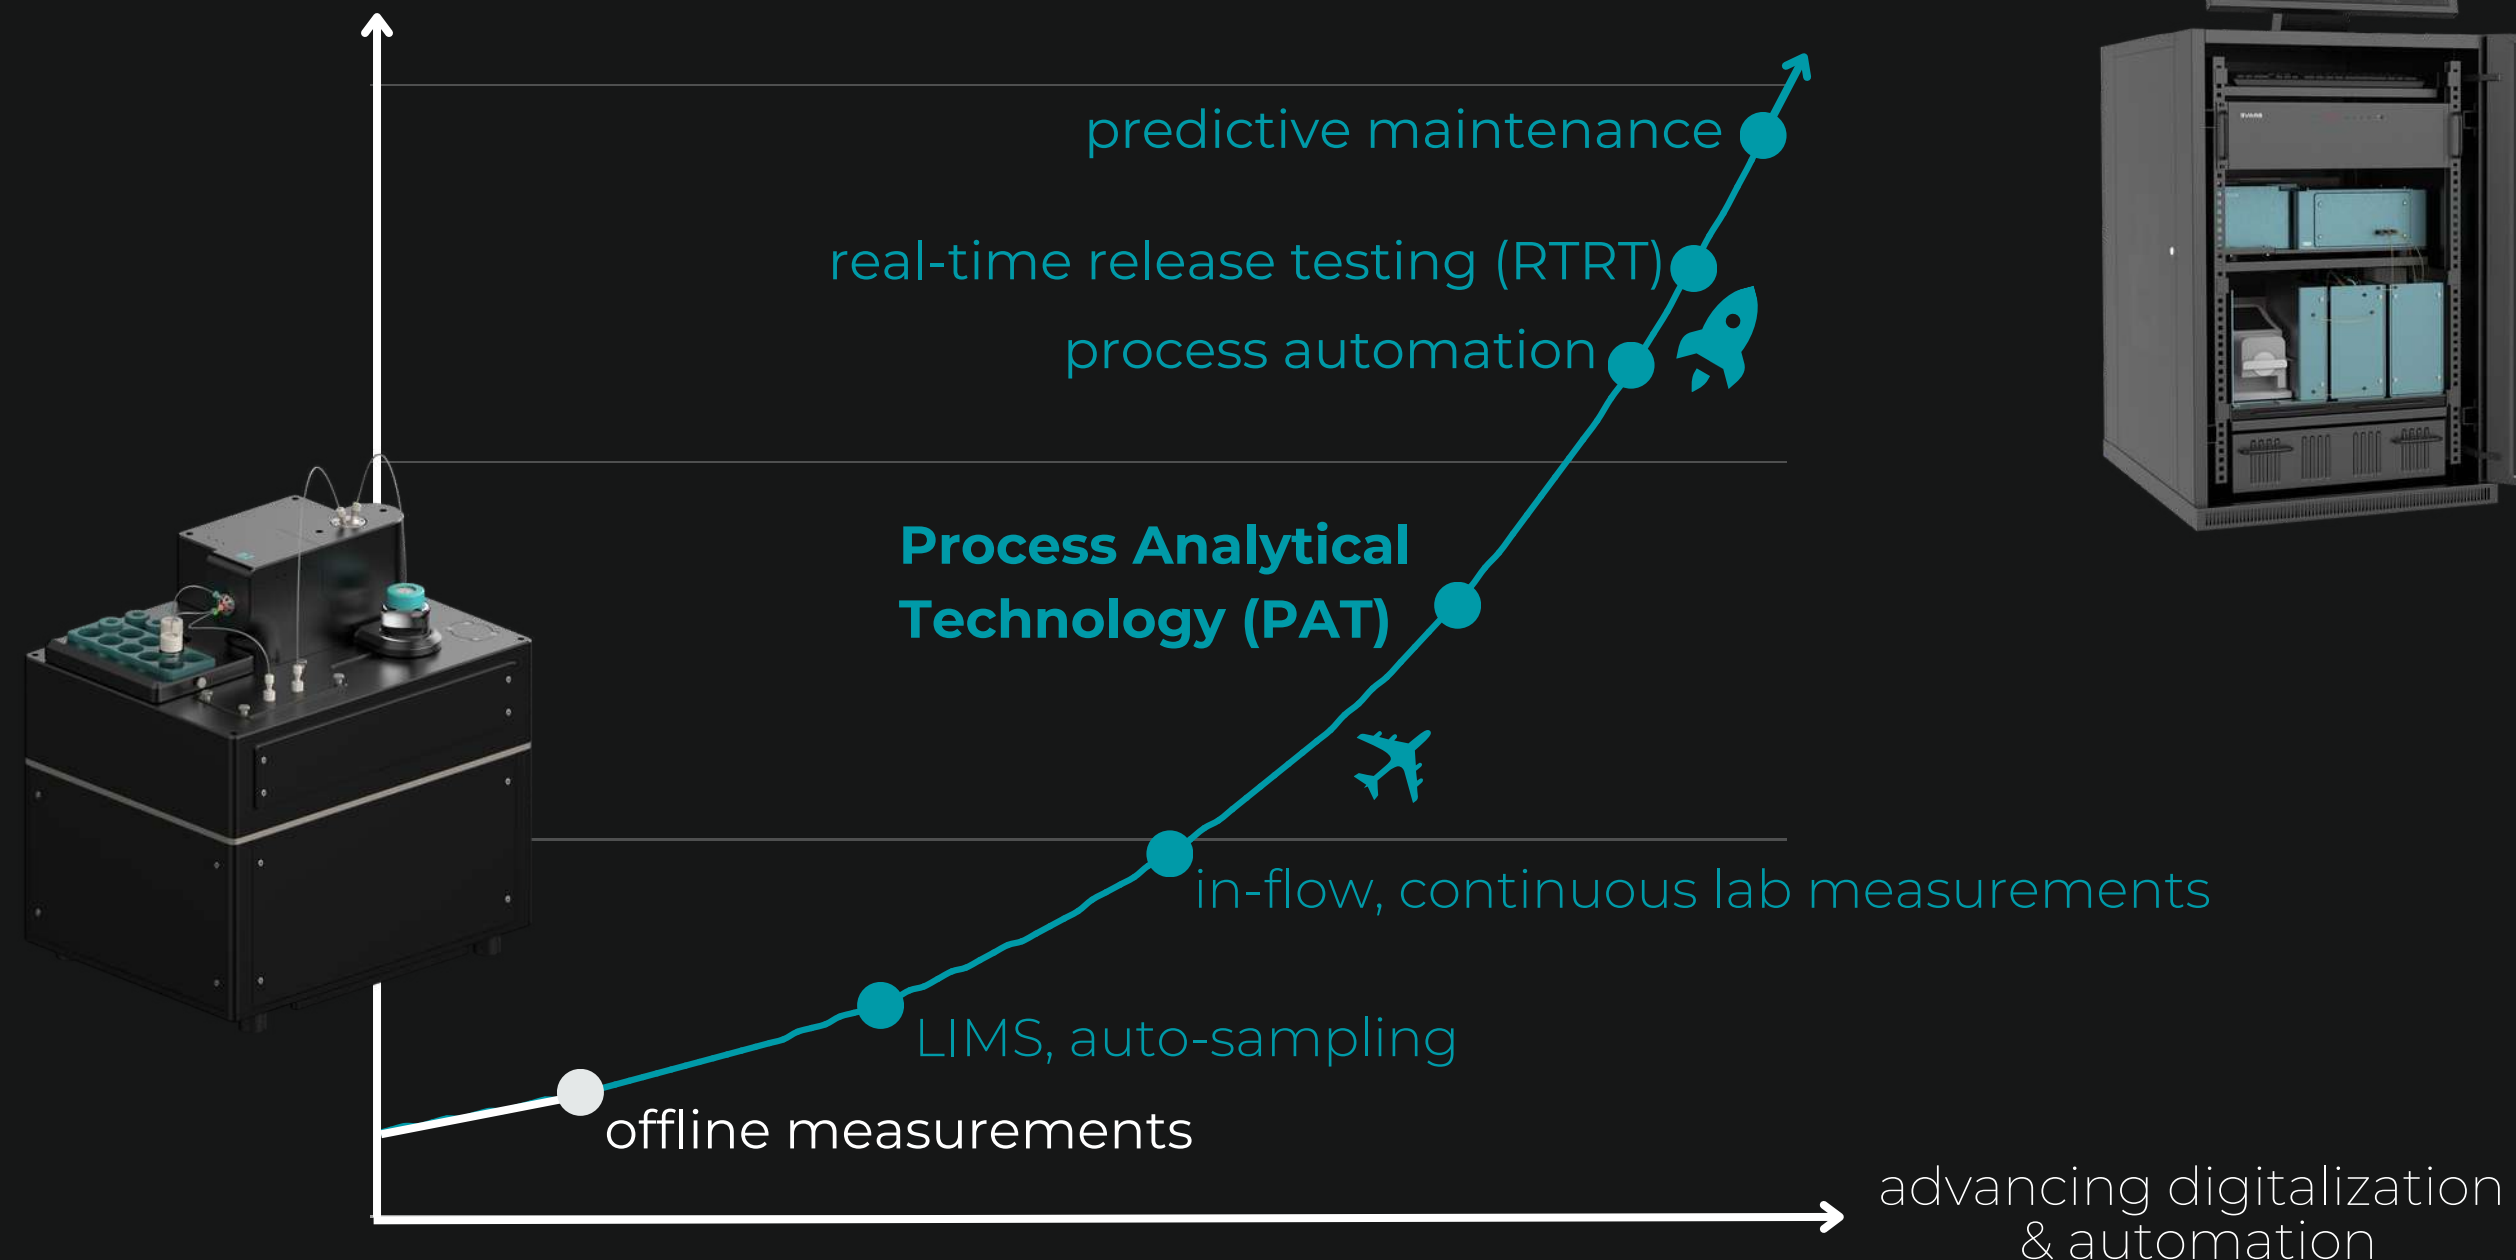 predictive maintenance
real-time release testing (RTRT)
process automation
Process Analytical
Technology (PAT)
in-flow, continuous lab measurements
LIMS, auto-sampling
offline measurements
advancing digitalization
& automation